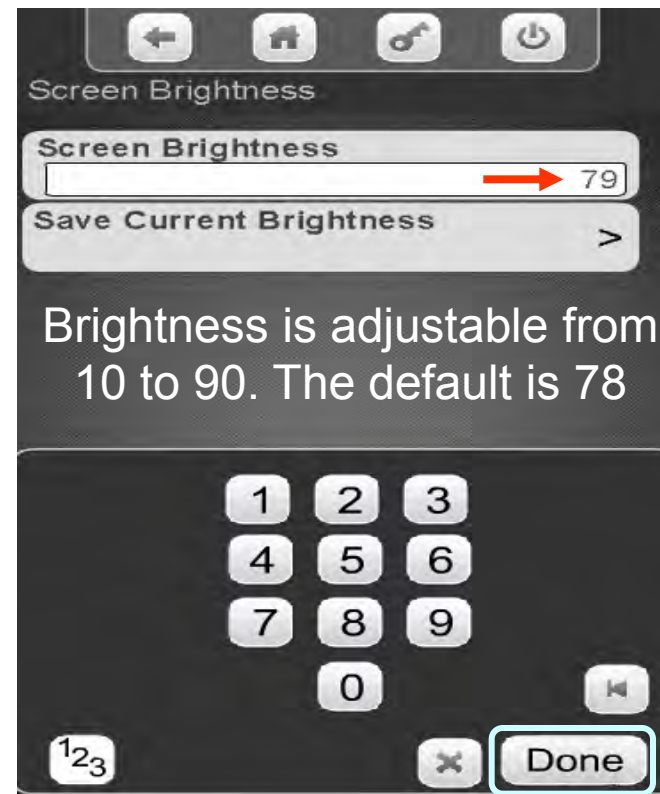 Screen Brightness
Screen Brightness
79
Save Current Brightness
>
Brightness is adjustable from
10 to 90. The default is 78
1 2 3
4 5 6
7 8 9
0
123
Done